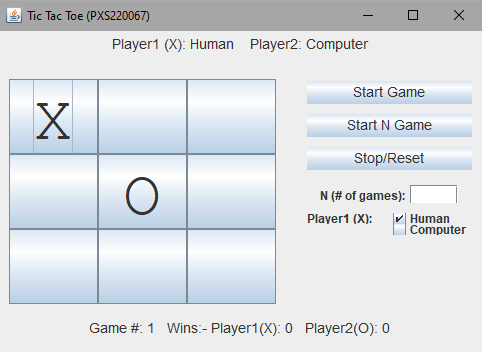 Tic Tac Toe (PXS220067)
Player1 (X): Human Player2: Computer
X
O
Start Game
Start N Game
Stop/Reset
N (# of games):
Player1 (X): Human
Computer
Game #: 1 Wins:- Player1(X): 0 Player2(O): 0